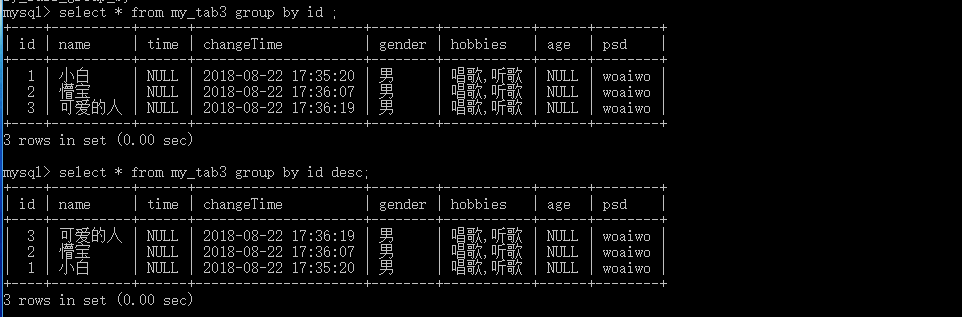 mysql> select * from my_tab3 group by id ;
+----+----------+------+---------------------+--------+-----------+------+--------+
| id | name | time | changeTime | gender | hobbies | age | psd |
+----+----------+------+---------------------+--------+-----------+------+--------+
| 1 | 小白 | NULL | 2018-08-22 17:35:20 | 男 | 唱歌,听歌 | NULL | woaiwo |
| 2 | 懵宝 | NULL | 2018-08-22 17:36:07 | 男 | 唱歌,听歌 | NULL | woaiwo |
| 3 | 可爱的人 | NULL | 2018-08-22 17:36:19 | 男 | 唱歌,听歌 | NULL | woaiwo |
+----+----------+------+---------------------+--------+-----------+------+--------+
3 rows in set (0.00 sec)
mysql> select * from my_tab3 group by id desc;
+----+----------+------+---------------------+--------+-----------+------+--------+
| id | name | time | changeTime | gender | hobbies | age | psd |
+----+----------+------+---------------------+--------+-----------+------+--------+
| 3 | 可爱的人 | NULL | 2018-08-22 17:36:19 | 男 | 唱歌,听歌 | NULL | woaiwo |
| 2 | 懵宝 | NULL | 2018-08-22 17:36:07 | 男 | 唱歌,听歌 | NULL | woaiwo |
| 1 | 小白 | NULL | 2018-08-22 17:35:20 | 男 | 唱歌,听歌 | NULL | woaiwo |
+----+----------+------+---------------------+--------+-----------+------+--------+
3 rows in set (0.00 sec)